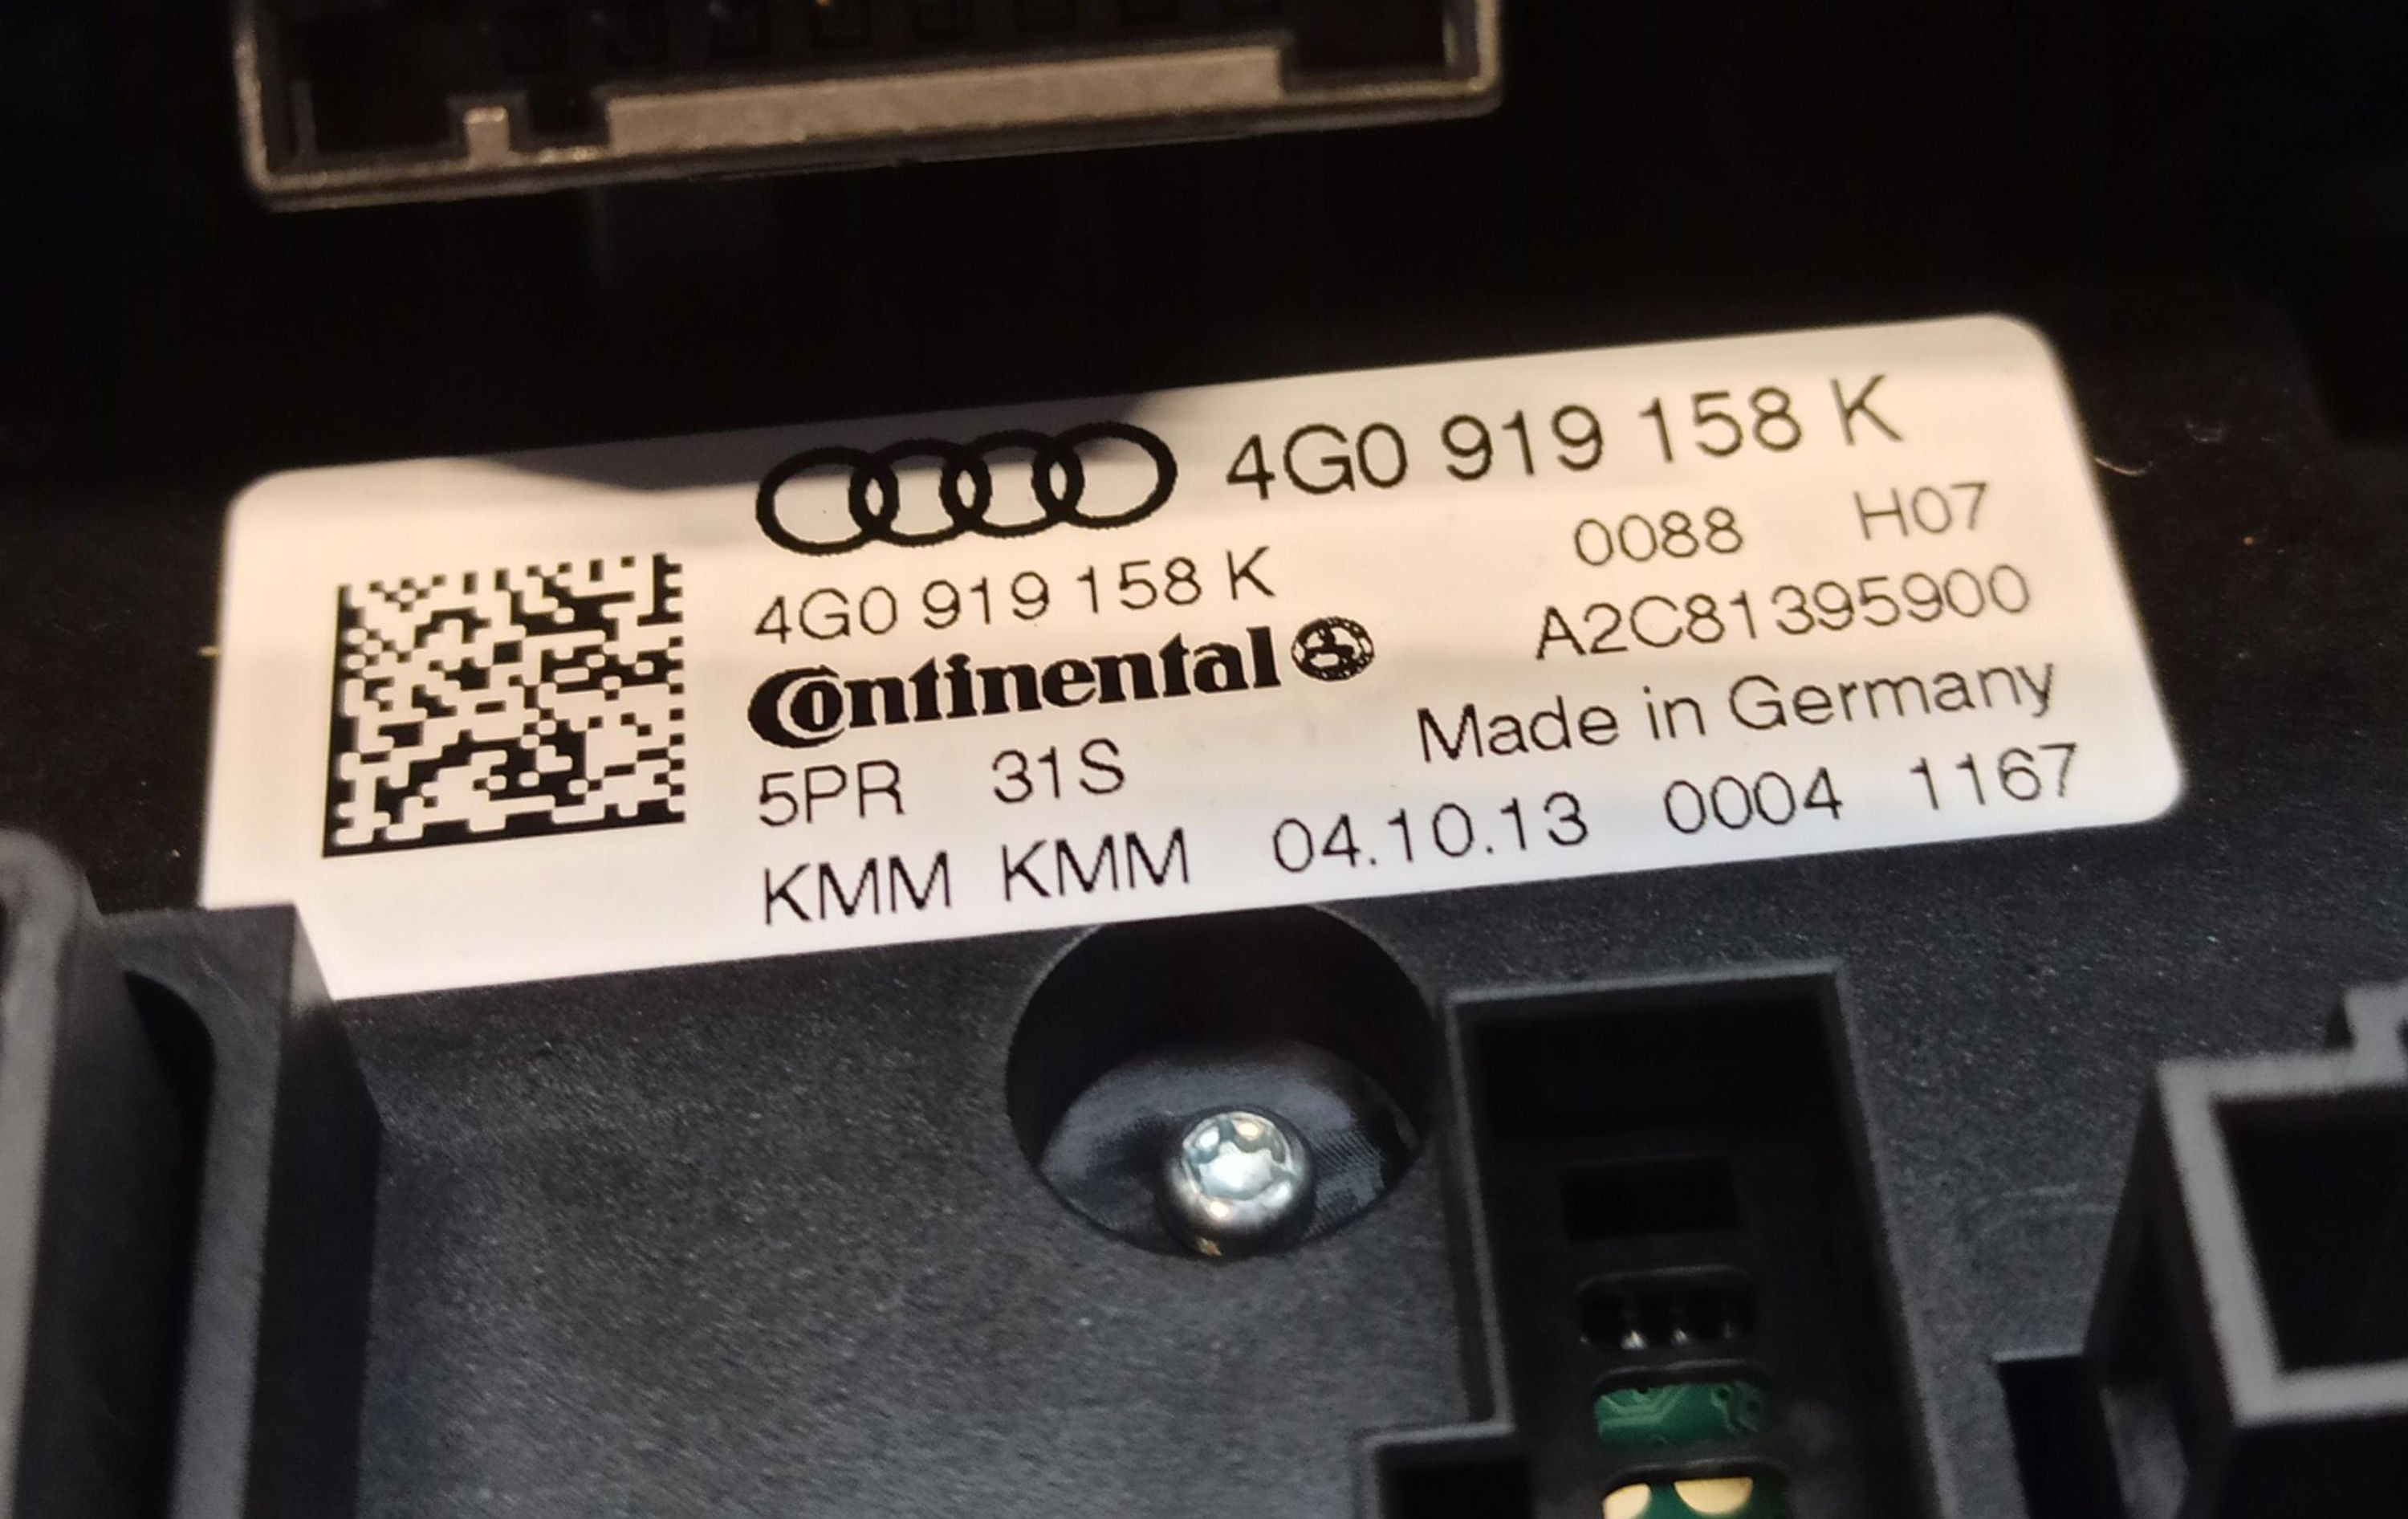 4G0 919 158 K
0088 H07
4G0 919 158 K
A2C81395900
Continental
Made in Germany
5PR 31S
KMM KMM 04.10.13 0004 1167